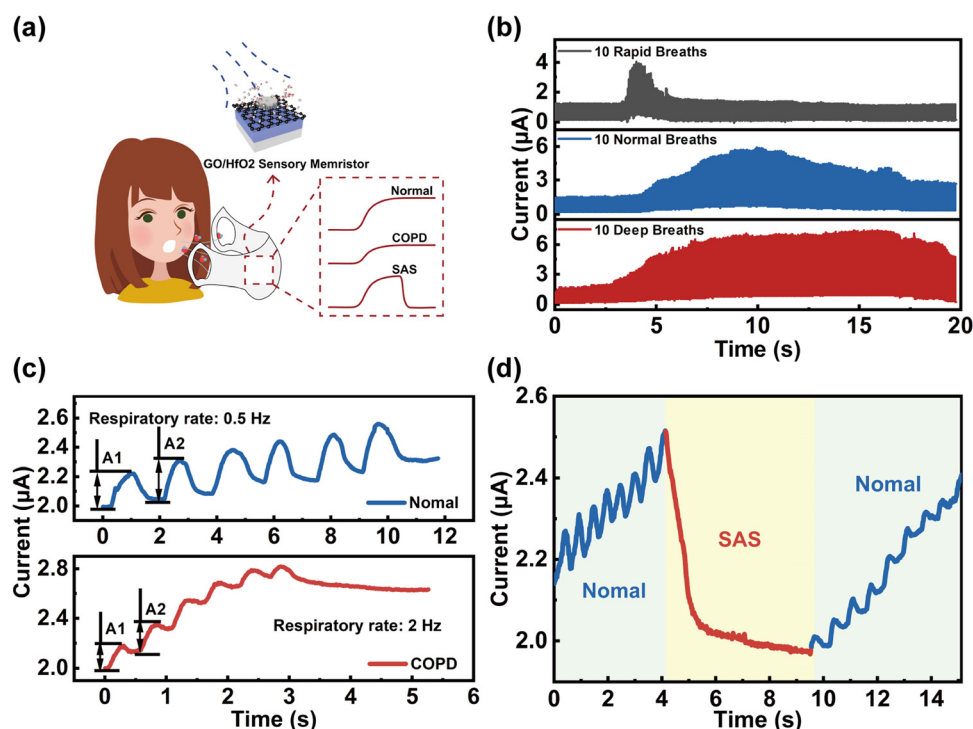 (a)
GO/HfO2 Sensory Memristor
Normal
COPD
SAS
(b)
10 Rapid Breaths
4
2
0
10 Normal Breaths
6
3
0
10 Deep Breaths
6
3
0
Current (μA)
0 5 10 15 20
Time (s)
(c)
Respiratory rate: 0.5 Hz
A1
A2
2.6
2.4
2.2
2.0
Nomal
0 2 4 6 8 10 12
A1
A2
2.8
2.4
2.0
Respiratory rate: 2 Hz
COPD
Current (μA)
0 1 2 3 4 5 6
Time (s)
(d)
2.6
2.4
2.2
2.0
Current (μA)
Nomal
SAS
Nomal
0 2 4 6 8 10 12 14
Time (s)